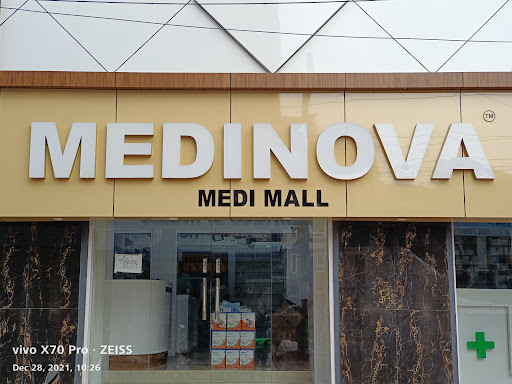 MEDINOVA TM
MEDI MALL
vivo X70 Pro · ZEISS
Dec 28, 2021, 10:26